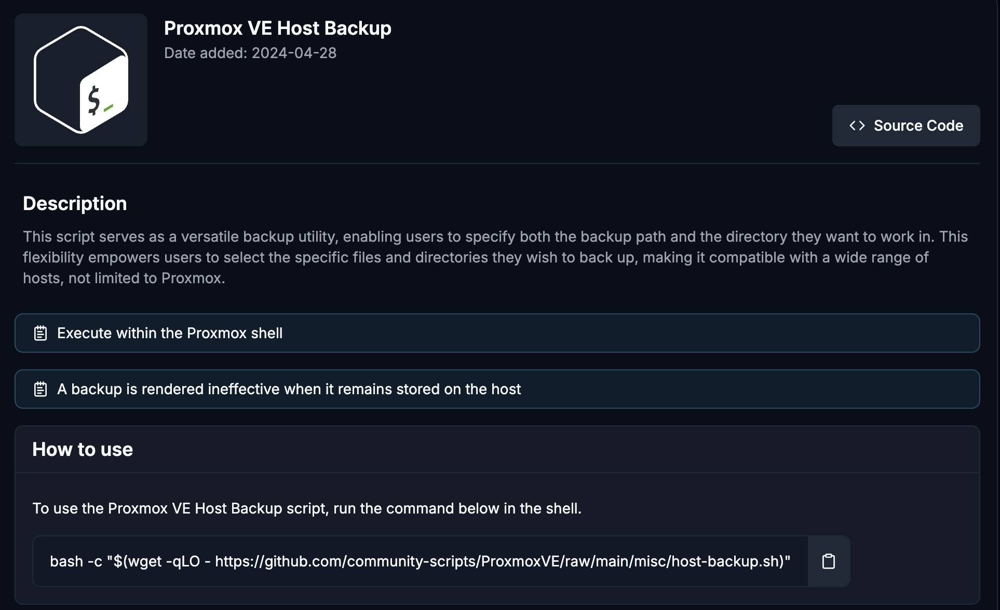 Proxmox VE Host Backup
Date added: 2024-04-28
$_
<> Source Code
Description
This script serves as a versatile backup utility, enabling users to specify both the backup path and the directory they want to work in. This
flexibility empowers users to select the specific files and directories they wish to back up, making it compatible with a wide range of
hosts, not limited to Proxmox.
Execute within the Proxmox shell
A backup is rendered ineffective when it remains stored on the host
How to use
To use the Proxmox VE Host Backup script, run the command below in the shell.
bash -c "$(wget -qLO - https://github.com/community-scripts/ProxmoxVE/raw/main/misc/host-backup.sh)"